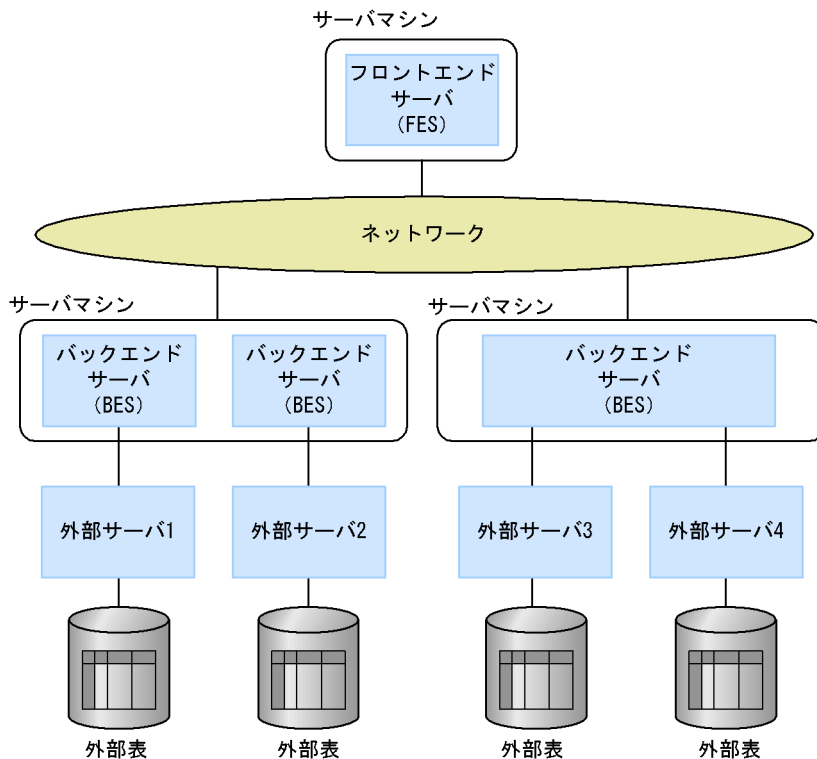 サーバマシン
フロントエンド
サーバ
(FES)
ネットワーク
サーバマシン
サーバマシン
バックエンド
サーバ
(BES)
バックエンド
サーバ
(BES)
バックエンド
サーバ
(BES)
外部サーバ1
外部サーバ2
外部サーバ3
外部サーバ4
外部表
外部表
外部表
外部表